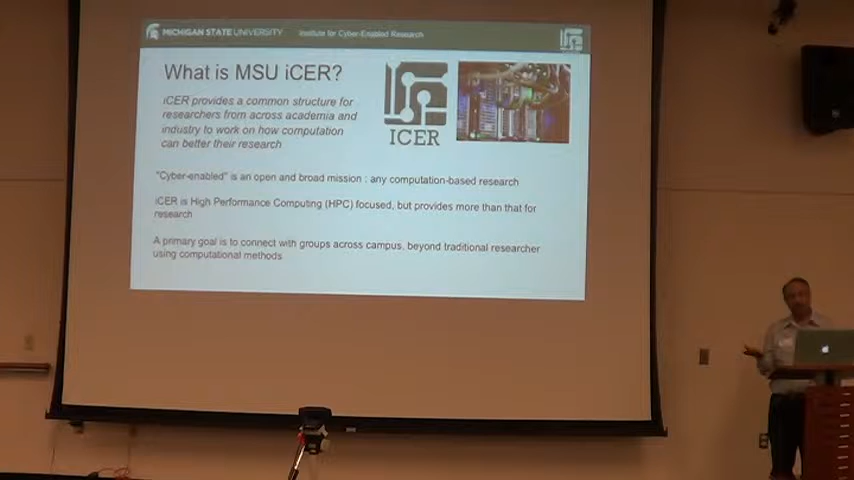 MICHIGAN STATE UNIVERSITY Institute for Cyber-Enabled Research
What is MSU iCER?
iCER provides a common structure for
researchers from across academia and
industry to work on how computation
can better their research
ICER
"Cyber-enabled" is an open and broad mission : any computation-based research
iCER is High Performance Computing (HPC) focused, but provides more than that for
research
A primary goal is to connect with groups across campus, beyond traditional researcher
using computational methods